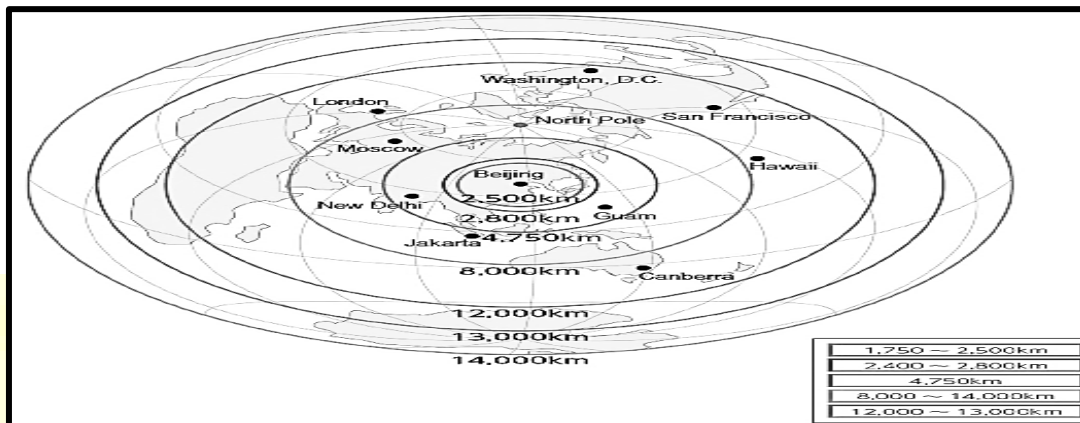 Washington, D.C.
London
North Pole
San Francisco
Moscow
Hawaii
Beijing
New Delhi
2.500km
Guam
2.800km
Jakarta
4.750km
8,000km
Canberra
12,000km
13,000km
14,000km
1,750 ~ 2,500km
2,400 ~ 2,800km
4,750km
8,000 ~ 14,000km
12,000 ~ 13,000km